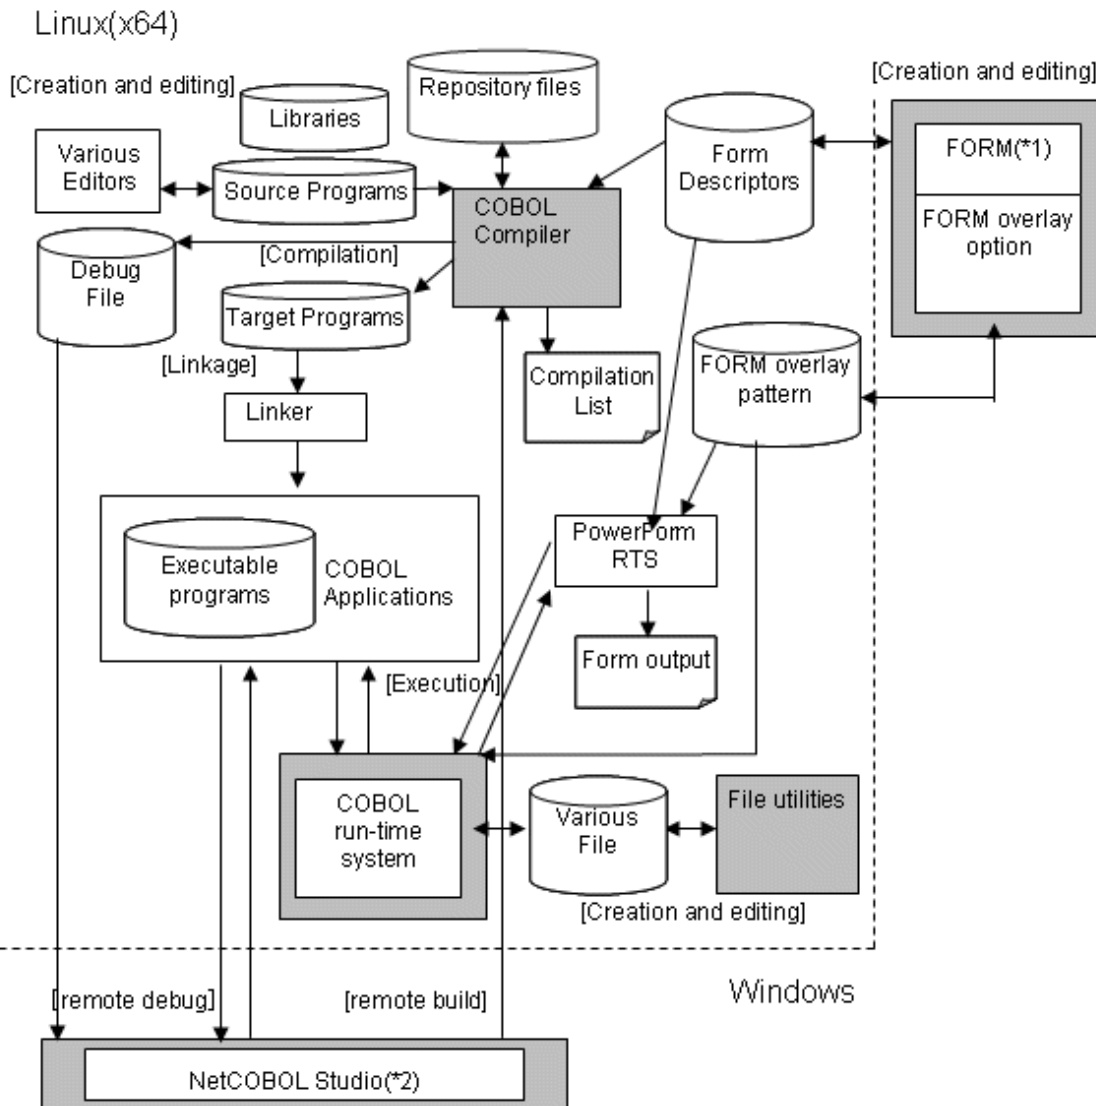 Linux(x64)
[Creation and editing]
Libraries
Repository files
[Creation and editing]
Various
Editors
Source Programs
Form
Descriptors
FORM(*1)
FORM overlay
option
COBOL
Compiler
[Compilation]
Debug
File
Target Programs
[Linkage]
Linker
Compilation
List
FORM overlay
pattern
Executable
programs
COBOL
Applications
PowerForm
RTS
Form output
[Execution]
COBOL
run-time
system
Various
File
File utilities
[Creation and editing]
Windows
[remote debug]
[remote build]
NetCOBOL Studio(*2)